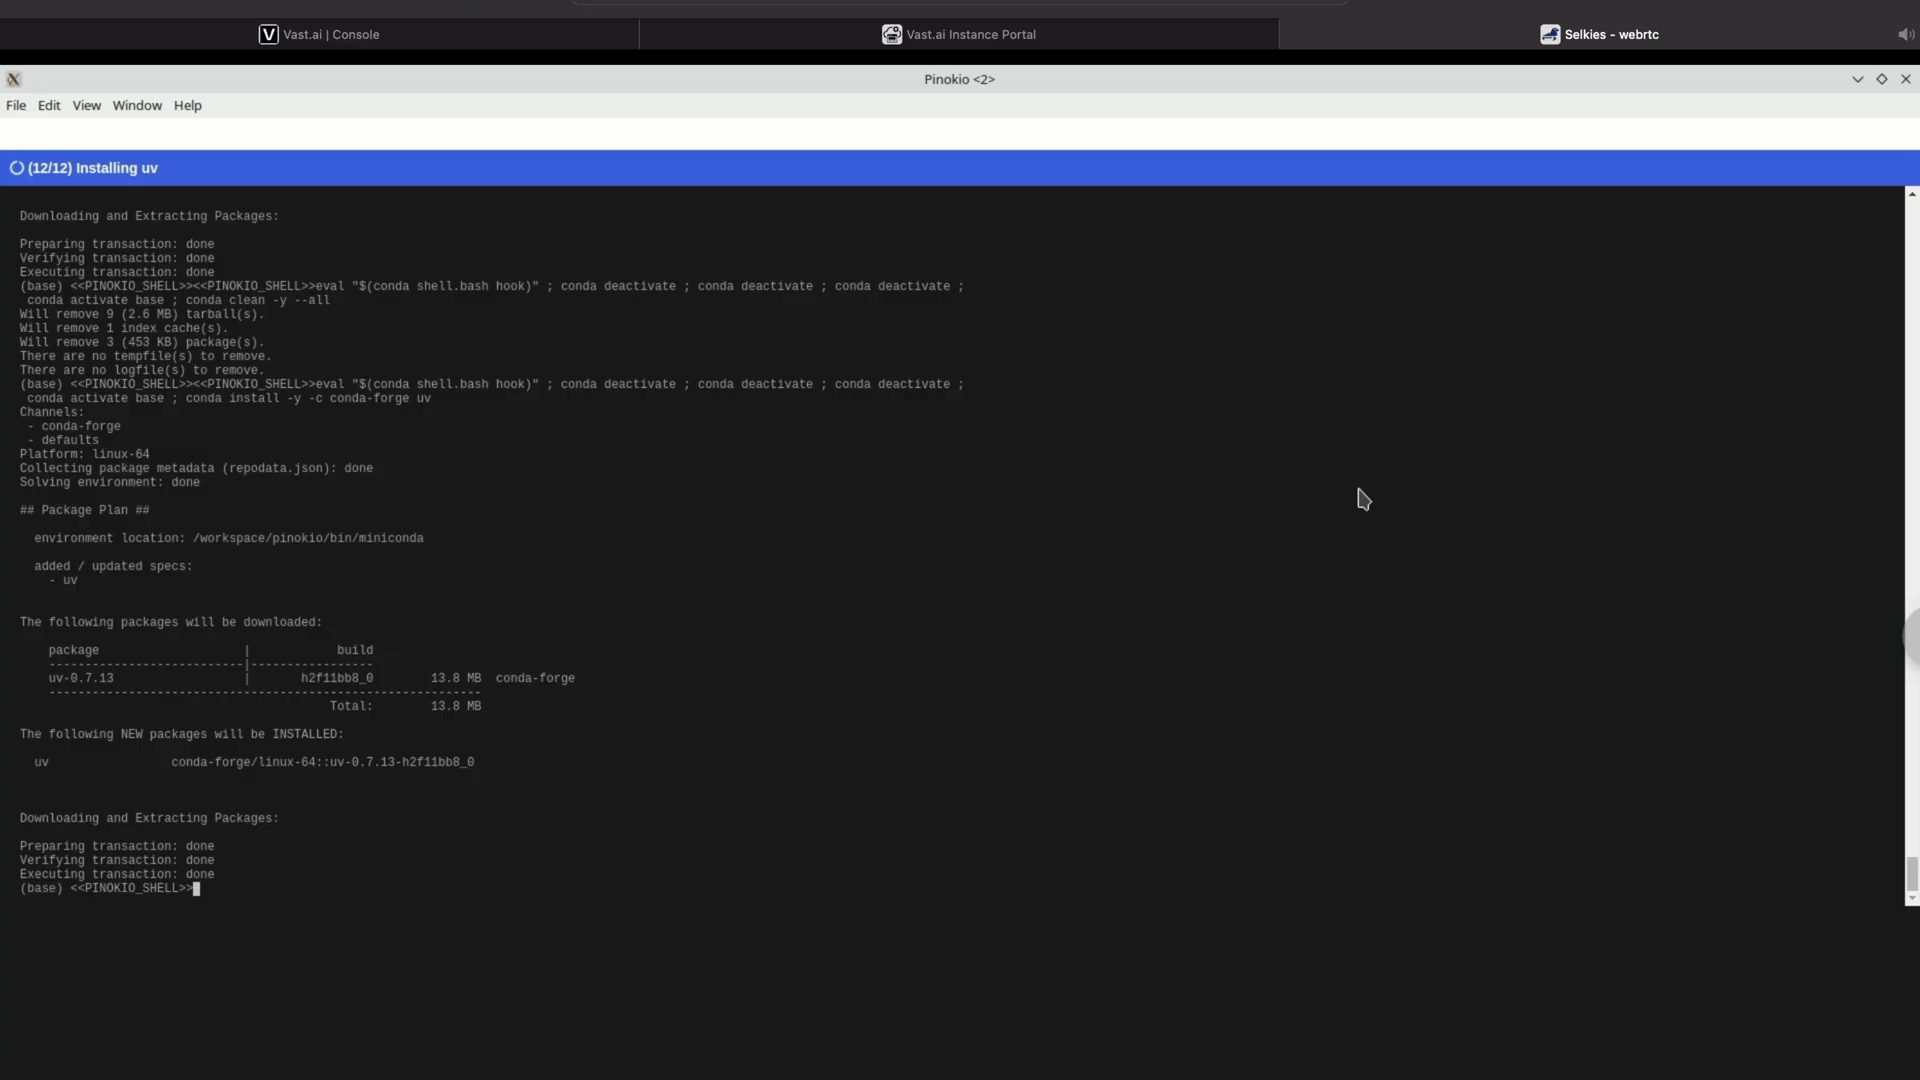 Vast.ai | Console
Vast.ai Instance Portal
Selkies - webrtc
Pinokio <2>
File Edit View Window Help
(12/12) Installing uv
Downloading and Extracting Packages:
Preparing transaction: done
Verifying transaction: done
Executing transaction: done
(base) <<PINOKIO_SHELL>><<PINOKIO_SHELL>>eval "$(conda shell.bash hook)" ; conda deactivate ; conda deactivate ; conda deactivate ;
conda activate base ; conda clean -y --all
Will remove 9 (2.6 MB) tarball(s).
Will remove 1 index cache(s).
Will remove 3 (453 KB) package(s).
There are no tempfile(s) to remove.
There are no logfile(s) to remove.
(base) <<PINOKIO_SHELL>><<PINOKIO_SHELL>>eval "$(conda shell.bash hook)" ; conda deactivate ; conda deactivate ; conda deactivate ;
conda activate base ; conda install -y -c conda-forge uv
Channels:
- conda-forge
- defaults
Platform: linux-64
Collecting package metadata (repodata.json): done
Solving environment: done
## Package Plan ##
environment location: /workspace/pinokio/bin/miniconda
added / updated specs:
- uv
The following packages will be downloaded:
package | build
---------------------------|-----------------
uv-0.7.13 | h2f11bb8_0 13.8 MB conda-forge
------------------------------------------------------------
Total: 13.8 MB
The following NEW packages will be INSTALLED:
uv conda-forge/linux-64::uv-0.7.13-h2f11bb8_0
Downloading and Extracting Packages:
Preparing transaction: done
Verifying transaction: done
Executing transaction: done
(base) <<PINOKIO_SHELL>>